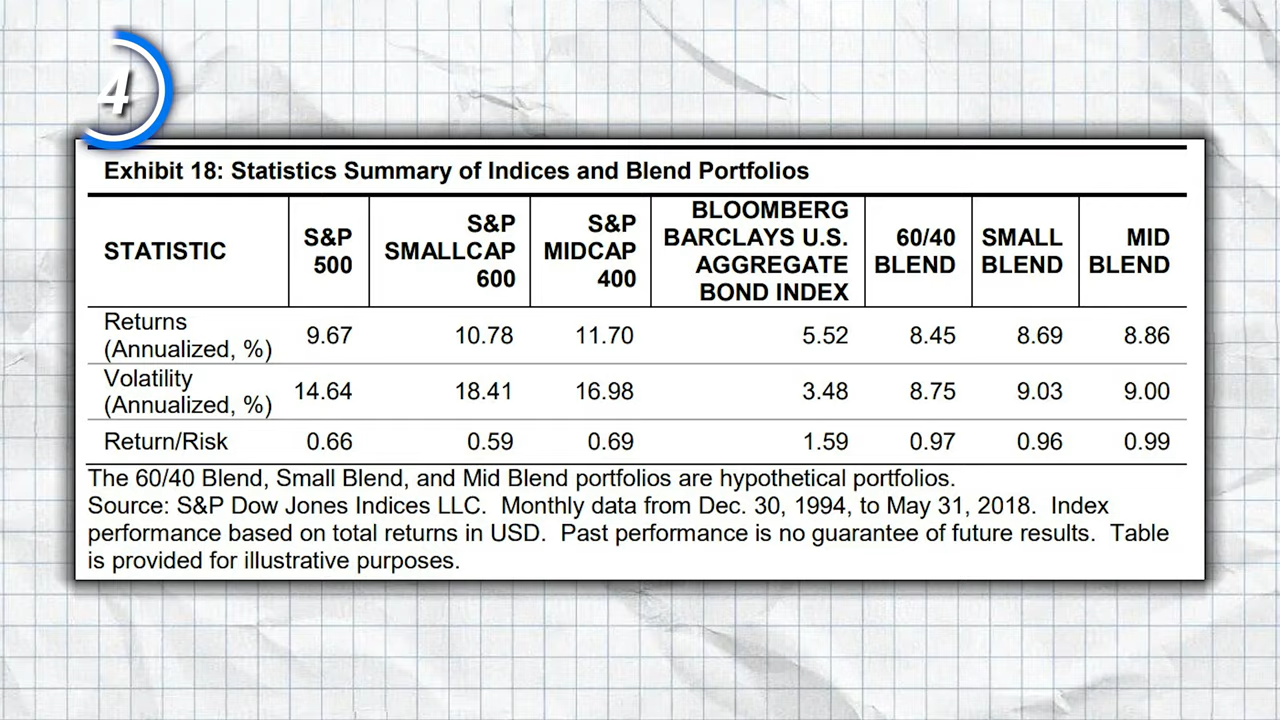 4
Exhibit 18: Statistics Summary of Indices and Blend Portfolios
STATISTIC
S&P
500
S&P
SMALLCAP
600
S&P
MIDCAP
400
BLOOMBERG
BARCLAYS U.S.
AGGREGATE
BOND INDEX
60/40
BLEND
SMALL
BLEND
MID
BLEND
Returns
(Annualized, %)
9.67 10.78 11.70 5.52 8.45 8.69 8.86
Volatility
(Annualized, %)
14.64 18.41 16.98 3.48 8.75 9.03 9.00
Return/Risk 0.66 0.59 0.69 1.59 0.97 0.96 0.99
The 60/40 Blend, Small Blend, and Mid Blend portfolios are hypothetical portfolios.
Source: S&P Dow Jones Indices LLC. Monthly data from Dec. 30, 1994, to May 31, 2018. Index
performance based on total returns in USD. Past performance is no guarantee of future results. Table
is provided for illustrative purposes.